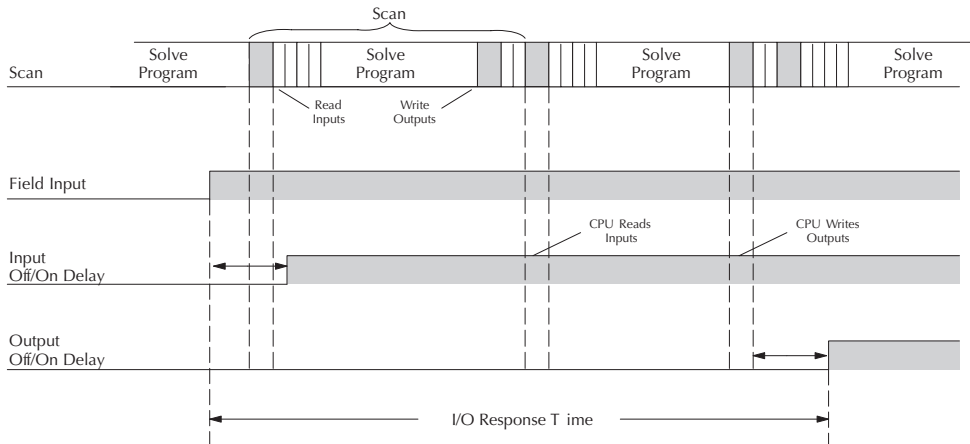 Scan
Solve
Program
Solve
Program
Solve
Program
Solve
Program
Scan
Read
Inputs
Write
Outputs
Field Input
CPU Reads
Inputs
CPU Writes
Outputs
Input
Off/On Delay
Output
Off/On Delay
I/O Response T ime